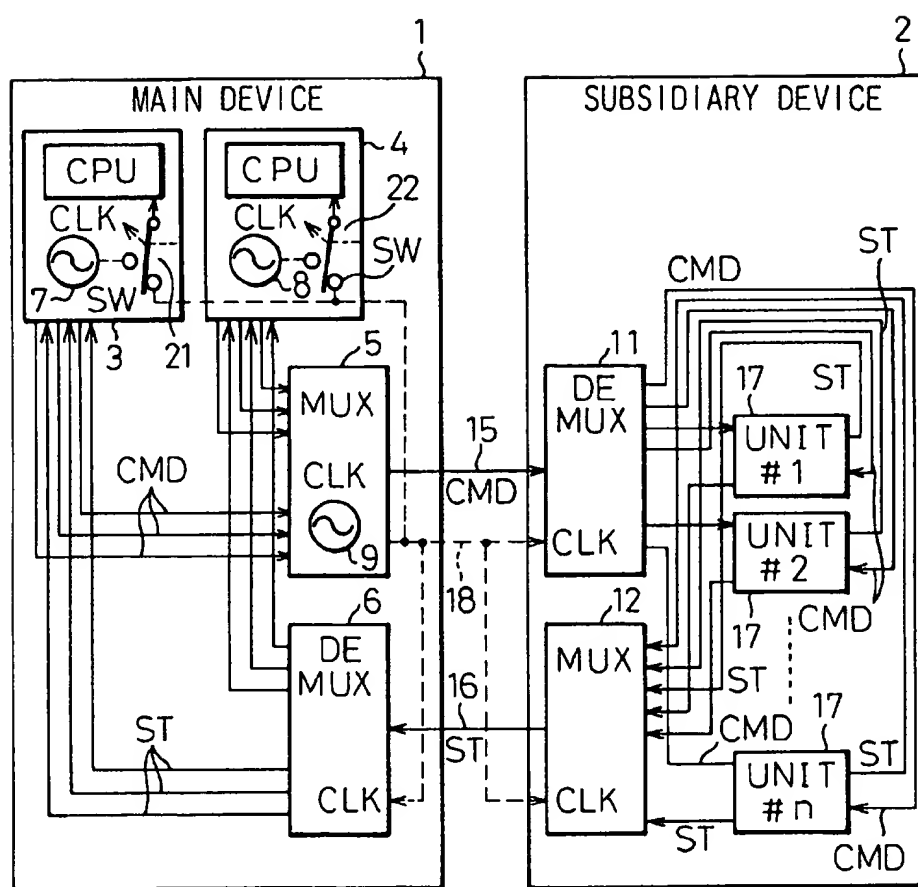 1
2
MAIN DEVICE
SUBSIDIARY DEVICE
4
CPU
CPU
CLK
CLK
22
SW
7
SW
8
21
3
ST
CMD
5
11
MUX
DE
MUX
ST
17
UNIT
#1
15
CMD
CMD
CLK
9
CLK
UNIT
#2
18
6
12
17
CMD
DE
MUX
MUX
ST
16
ST
CMD
17
ST
ST
UNIT
#n
CLK
CLK
ST
CMD